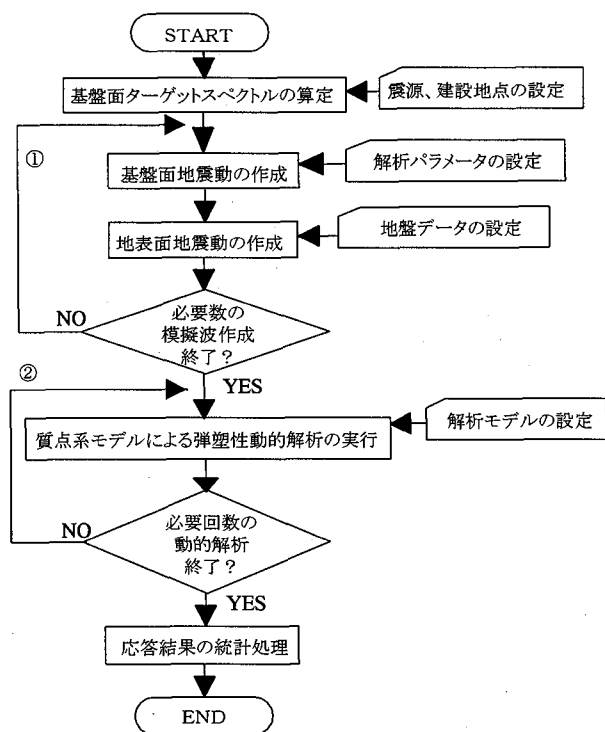 START
基盤面ターゲットスペクトルの算定
震源、建設地点の設定
①
基盤面地震動の作成
解析パラメータの設定
地表面地震動の作成
地盤データの設定
NO
必要数の
模擬波作成
終了？
②
YES
質点系モデルによる弾塑性動的解析の実行
解析モデルの設定
NO
必要回数の
動的解析
終了？
YES
応答結果の統計処理
END